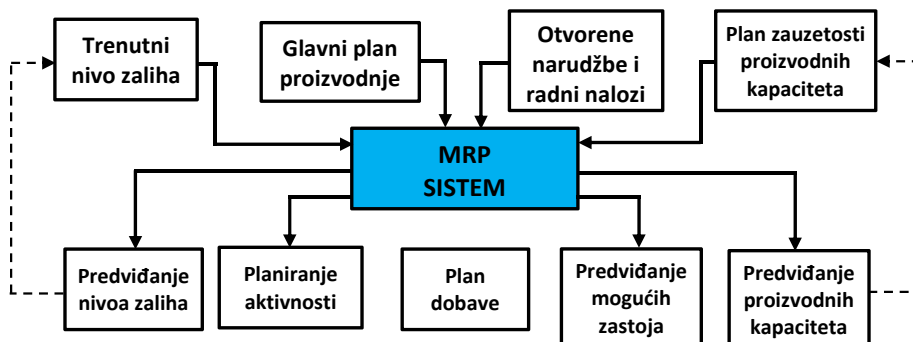 Trenutni
nivo zaliha
Glavni plan
proizvodnje
Otvorene
narudžbe i
radni nalozi
Plan zauzetosti
proizvodnih
kapaciteta
MRP
SISTEM
Predviđanje
nivoa zaliha
Planiranje
aktivnosti
Plan
dobave
Predviđanje
mogućih
zastoja
Predviđanje
proizvodnih
kapaciteta